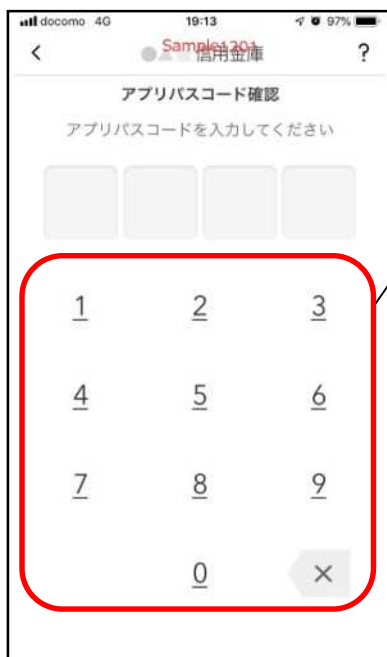 docomo 4G 19:13 97%
Sample1201
信用金庫 ?
アプリパスコード確認
アプリパスコードを入力してください
1 2 3
4 5 6
7 8 9
0 ×